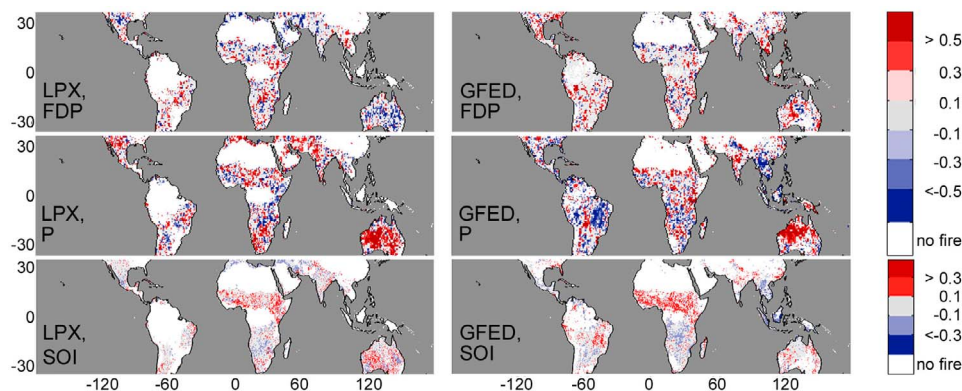 30
0
-30
LPX,
FDP
GFED,
FDP
> 0.5
0.3
0.1
-0.1
-0.3
<-0.5
no fire
30
0
-30
LPX,
P
GFED,
P
30
0
-30
LPX,
SOI
GFED,
SOI
> 0.3
0.1
-0.1
<-0.3
no fire
-120 -60 0 60 120
-120 -60 0 60 120